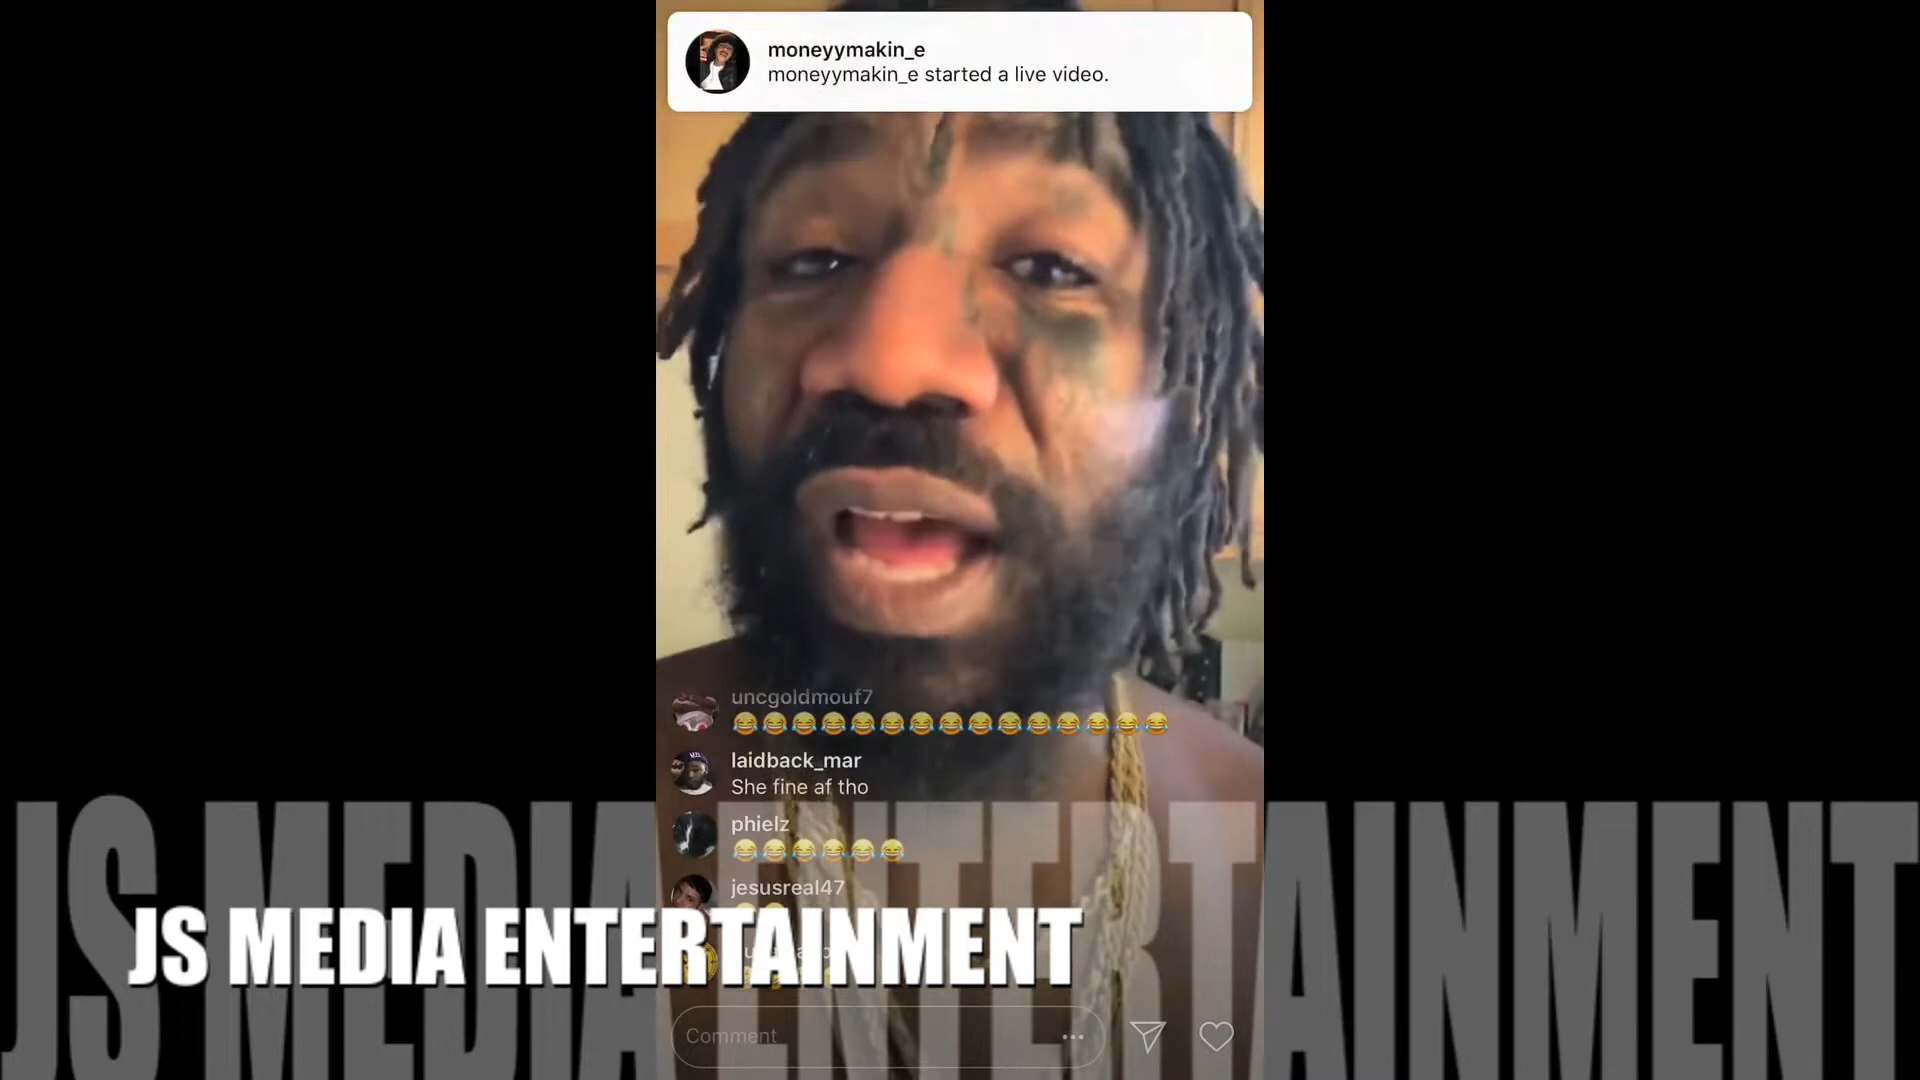 moneyymakin_e
moneyymakin_e started a live video.
uncgoldmouf7
😂😂😂😂😂😂😂😂😂😂😂😂😂😂😂
laidback_mar
She fine af tho
phielz
😂😂😂😂😂😂
jesusreal47
JS MEDIA ENTERTAINMENT
JS MEDIA ENTERTAINMENT
Comment